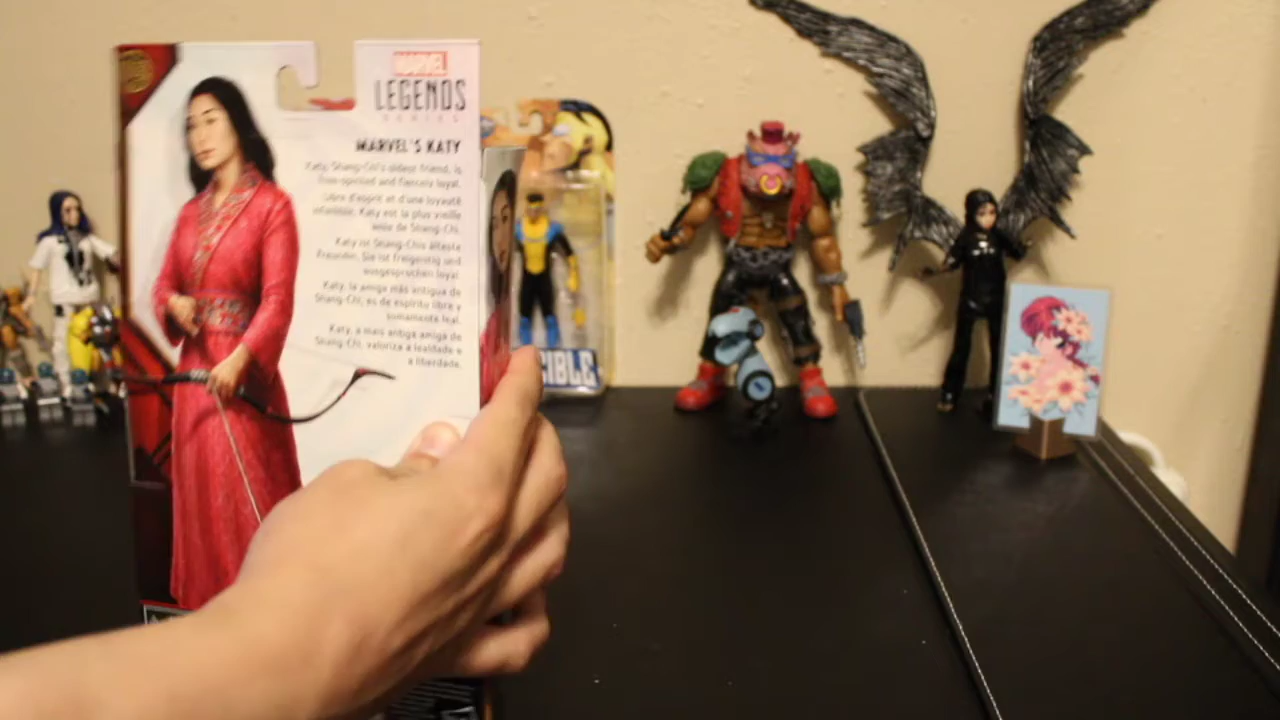 MARVEL
LEGENDS
SERIES
MARVEL'S KATY
Katy, Shang-Chi's oldest friend, is
free-spirited and fiercely loyal.
Libre d'esprit et d'une loyauté
infaillible, Katy est la plus vieille
amie de Shang-Chi.
Katy ist Shang-Chis älteste
Freundin. Sie ist freigeistig und
ausgesprochen loyal.
Katy, la amiga más antigua de
Shang-Chi, es de espíritu libre y
sumamente leal.
Katy, a mais antiga amiga de
Shang-Chi, valoriza a lealdade e
a liberdade.
CIBLE